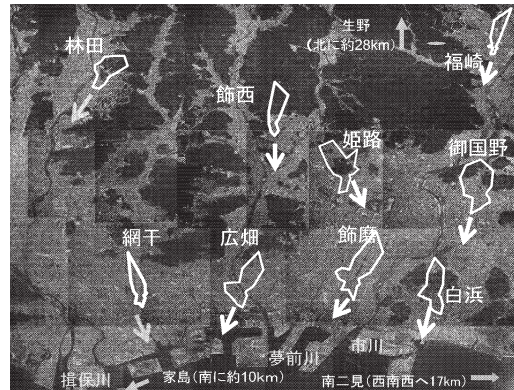 生野
(北に約28km)
福崎
林田
飾西
姫路
御国野
網干
広畑
飾磨
白浜
夢前川
市川
揖保川
家島(南に約10km)
南二見(西南西へ17km)